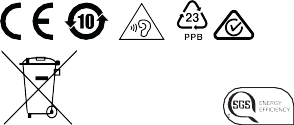 CE
10
23
PPB
SGS
ENERGY
EFFICIENCY